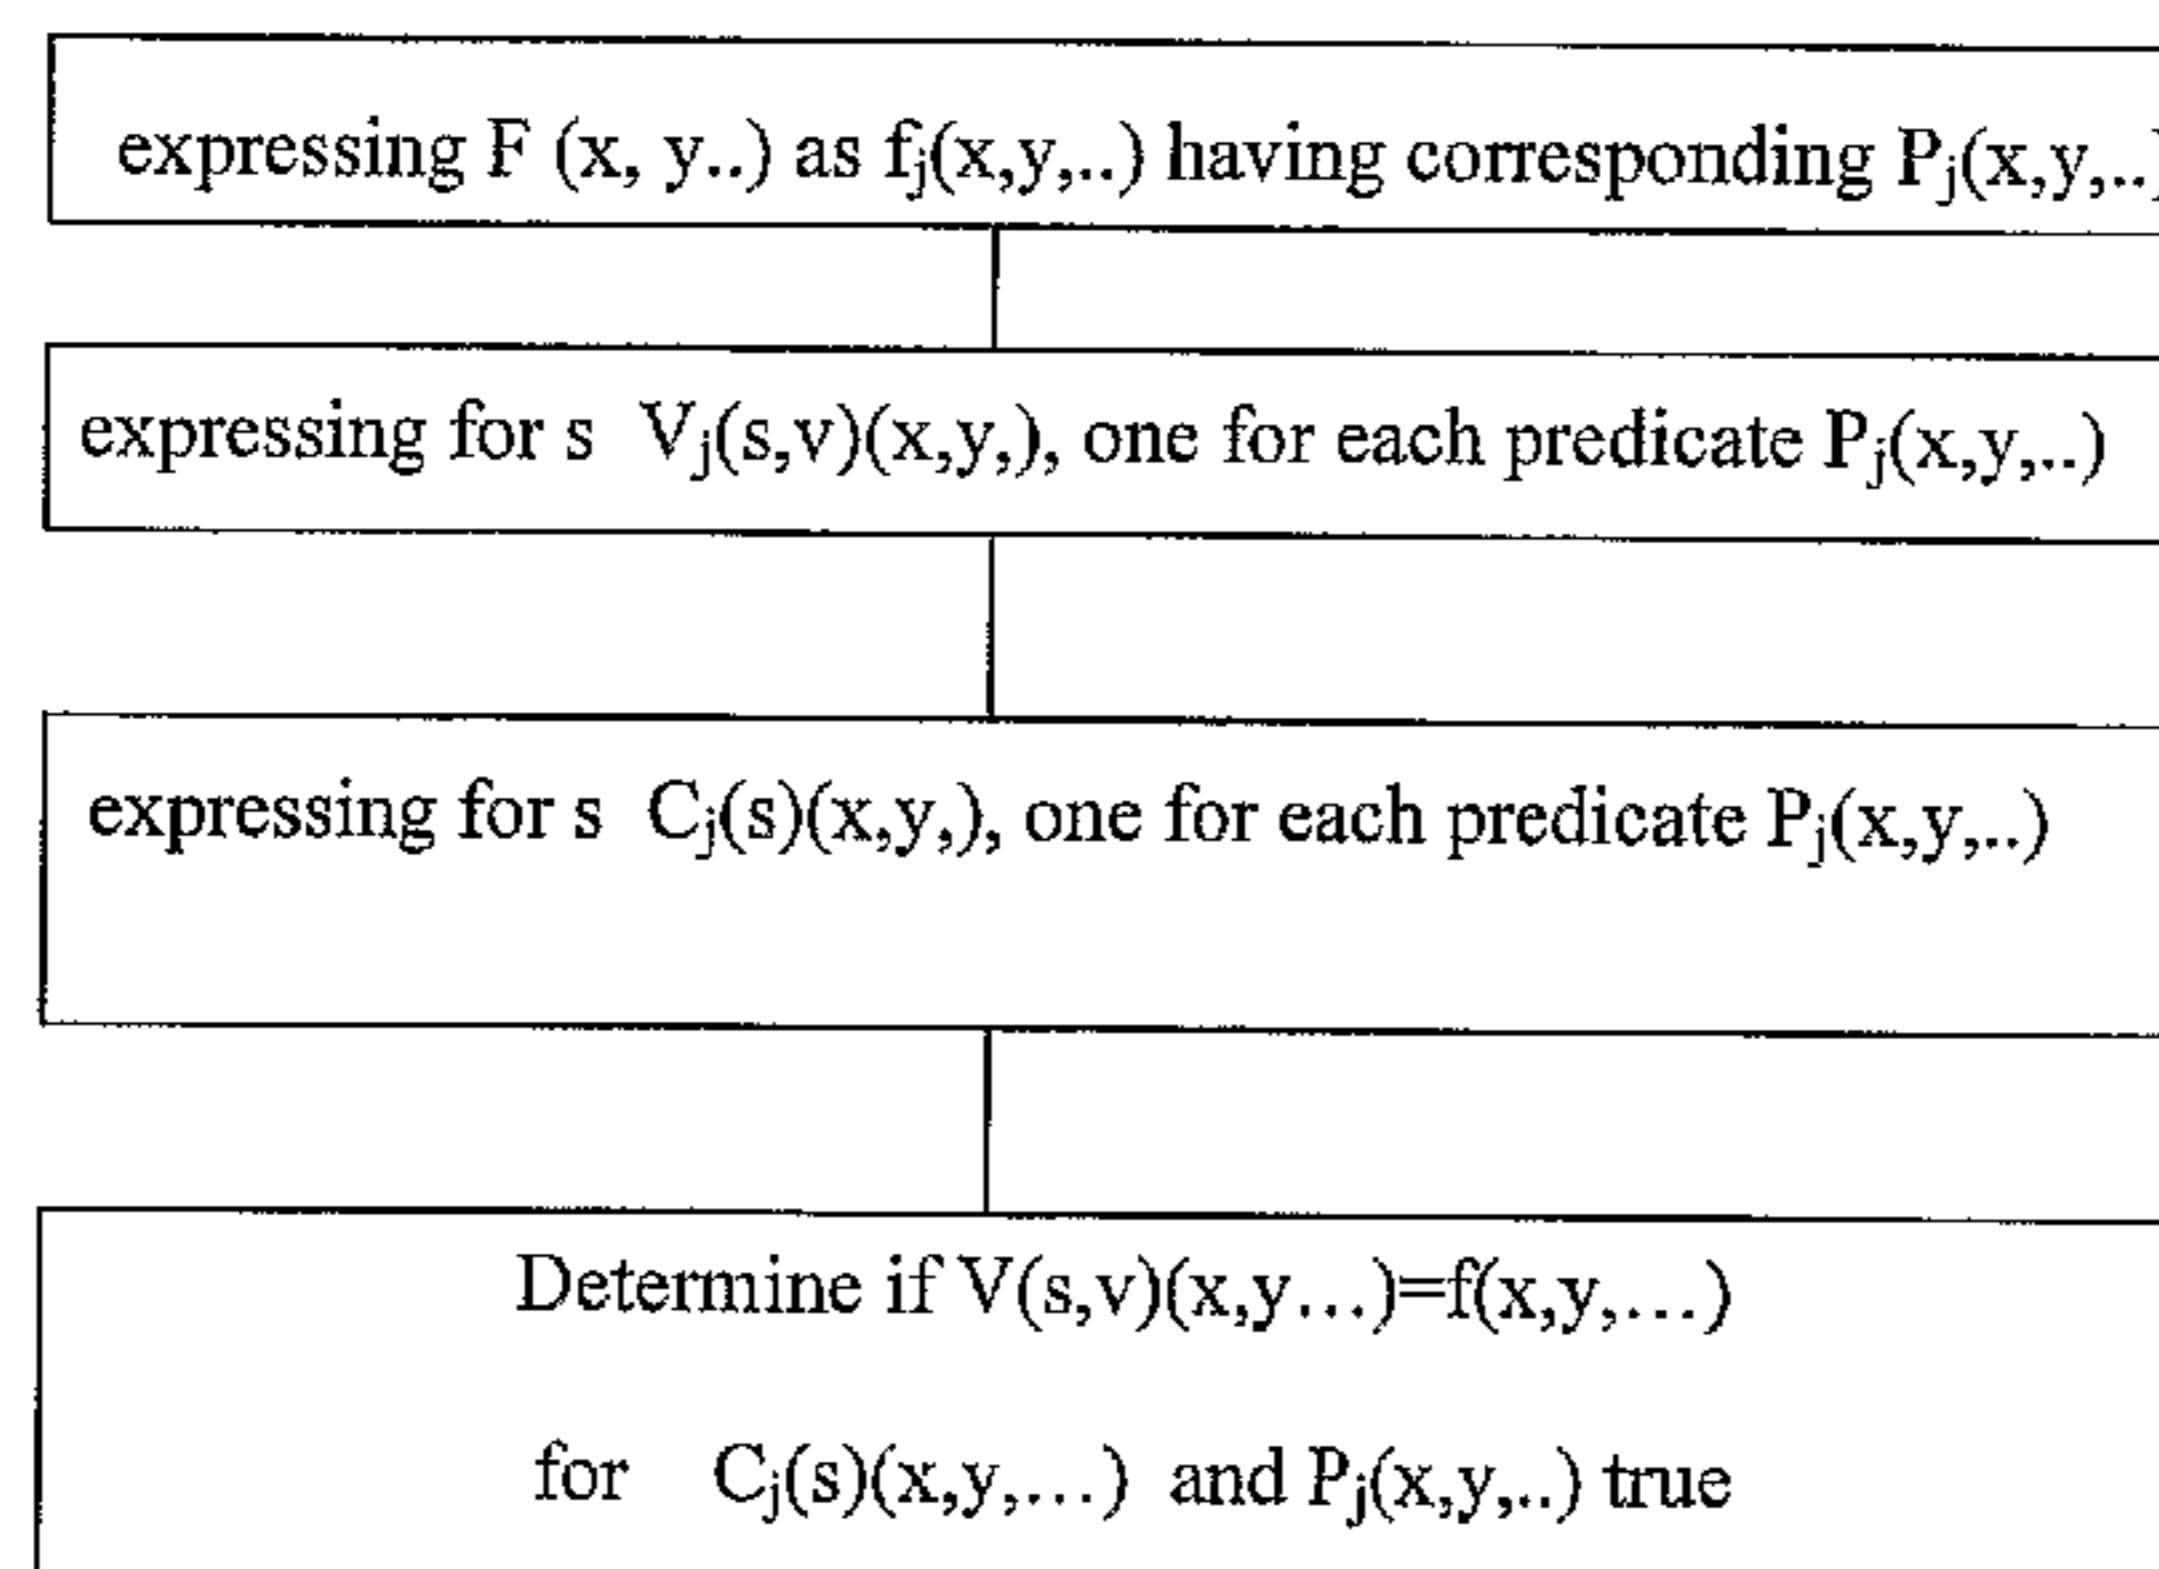 expressing F (x, y..) as fj(x,y,..) having corresponding Pj(x,y,..)
expressing for s Vj(s,v)(x,y,), one for each predicate Pj(x,y,..)
expressing for s Cj(s)(x,y,), one for each predicate Pj(x,y,..)
Determine if V(s,v)(x,y...)=f(x,y,...)
for Cj(s)(x,y,...) and Pj(x,y,..) true